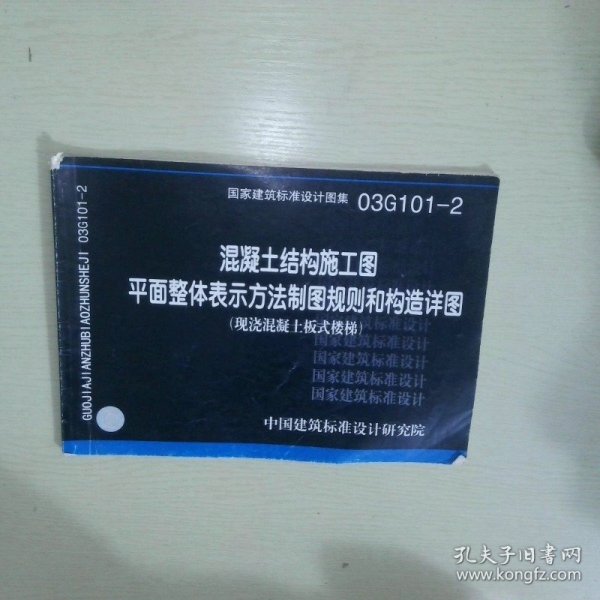 国家建筑标准设计图集 03G101-2
混凝土结构施工图
平面整体表示方法制图规则和构造详图
(现浇混凝土板式楼梯)
国家建筑标准设计
国家建筑标准设计
国家建筑标准设计
国家建筑标准设计
国家建筑标准设计
中国建筑标准设计研究院
GUOJIAJIANZHUBIAOZHUNSHEJI 03G101-2
孔夫子旧书网
www.kongfz.com